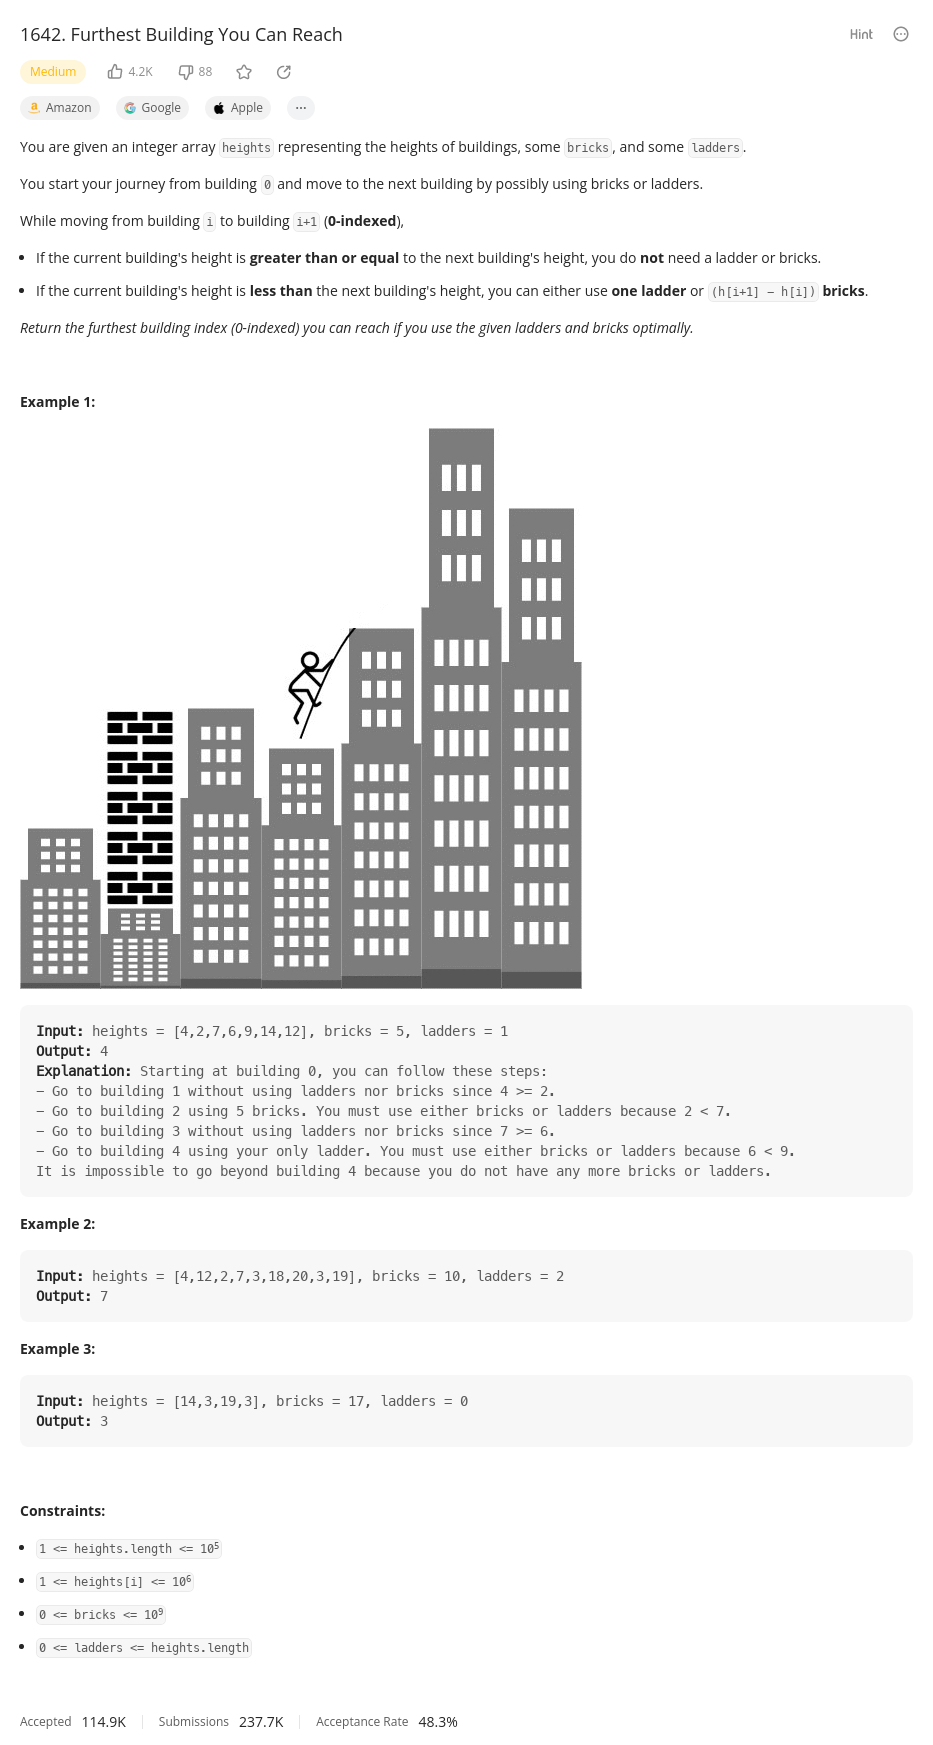 1642. Furthest Building You Can Reach
Hint
Medium 4.2K 88
Amazon Google Apple ...
You are given an integer array heights representing the heights of buildings, some bricks, and some ladders.
You start your journey from building 0 and move to the next building by possibly using bricks or ladders.
While moving from building i to building i+1 (0-indexed),
• If the current building's height is greater than or equal to the next building's height, you do not need a ladder or bricks.
• If the current building's height is less than the next building's height, you can either use one ladder or (h[i+1] - h[i]) bricks.
Return the furthest building index (0-indexed) you can reach if you use the given ladders and bricks optimally.
Example 1:
Input: heights = [4,2,7,6,9,14,12], bricks = 5, ladders = 1
Output: 4
Explanation: Starting at building 0, you can follow these steps:
- Go to building 1 without using ladders nor bricks since 4 >= 2.
- Go to building 2 using 5 bricks. You must use either bricks or ladders because 2 < 7.
- Go to building 3 without using ladders nor bricks since 7 >= 6.
- Go to building 4 using your only ladder. You must use either bricks or ladders because 6 < 9.
It is impossible to go beyond building 4 because you do not have any more bricks or ladders.
Example 2:
Input: heights = [4,12,2,7,3,18,20,3,19], bricks = 10, ladders = 2
Output: 7
Example 3:
Input: heights = [14,3,19,3], bricks = 17, ladders = 0
Output: 3
Constraints:
• 1 <= heights.length <= 10⁵
• 1 <= heights[i] <= 10⁶
• 0 <= bricks <= 10⁹
• 0 <= ladders <= heights.length
Accepted 114.9K Submissions 237.7K Acceptance Rate 48.3%